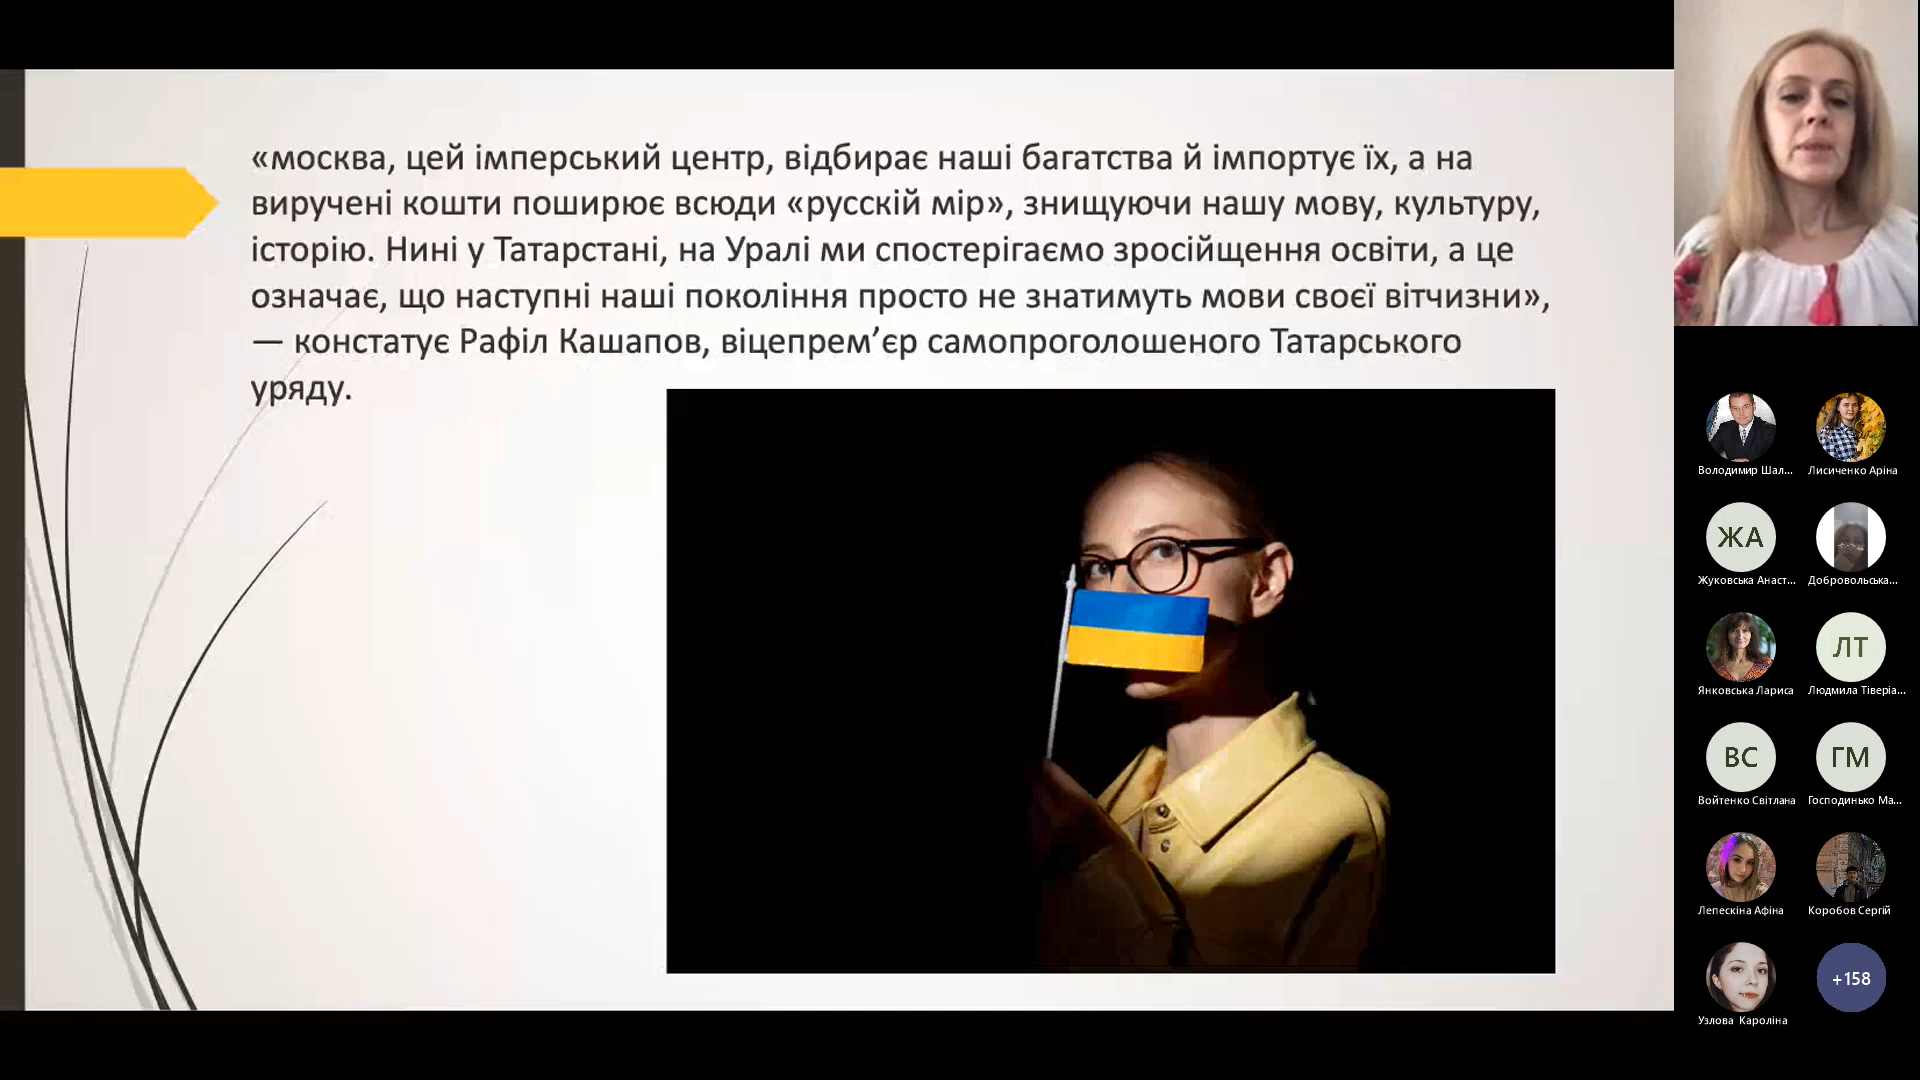 «москва, цей імперський центр, відбирає наші багатства й імпортує їх, а на
виручені кошти поширює всюди «русскій мір», знищуючи нашу мову, культуру,
історію. Нині у Татарстані, на Уралі ми спостерігаємо зросійщення освіти, а це
означає, що наступні наші покоління просто не знатимуть мови своєї вітчизни»,
— констатує Рафіл Кашапов, віцепрем’єр самопроголошеного Татарського
уряду.
Володимир Шал...
Лисиченко Аріна
ЖА
Жуковська Анаст...
Добровольська...
Янковська Лариса
ЛТ
Людмила Тіверіа...
ВС
Войтенко Світлана
ГМ
Господинько Ма...
Лепескіна Афіна
Коробов Сергій
Узлова Кароліна
+158